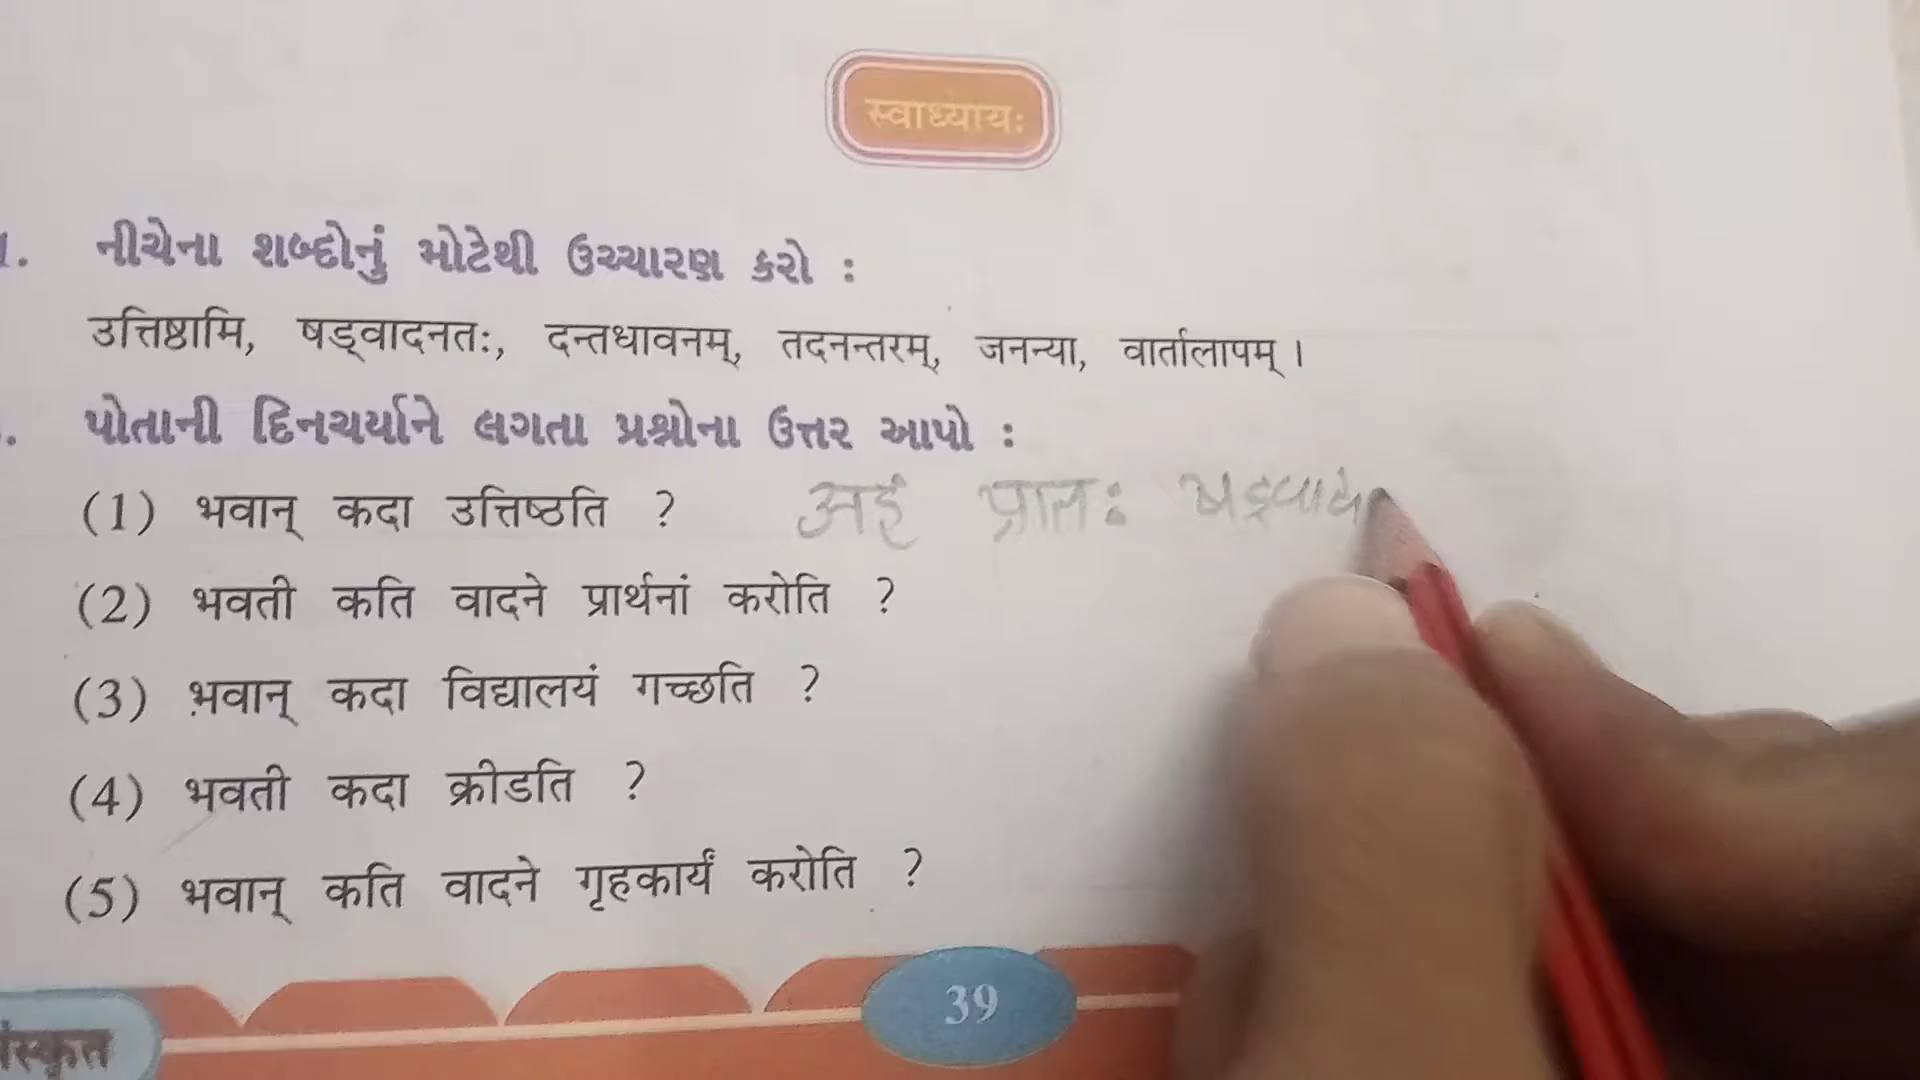 स्वाध्यायः
1. નીચેના શબ્દોનું મોટેથી ઉચ્ચારણ કરો :
उत्तिष्ठामि, षड्वादनतः, दन्तधावनम्, तदनन्तरम्, जनन्या, वार्तालापम् ।
. પોતાની દિનચર્યાને લગતા પ્રશ્નોના ઉત્તર આપો :
(1) भवान् कदा उत्तिष्ठति ? अहं प्रातः षड्वाद
(2) भवती कति वादने प्रार्थनां करोति ?
(3) भवान् कदा विद्यालयं गच्छति ?
(4) भवती कदा क्रीडति ?
(5) भवान् कति वादने गृहकार्यं करोति ?
39
संस्कृत